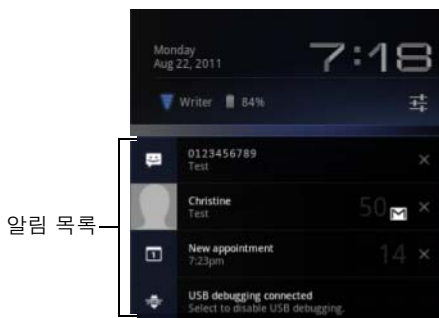 Monday
Aug 22, 2011
7:18
Writer 84%
알림 목록
0123456789
Test
Christine
Test
50
New appointment
7:23pm
14
USB debugging connected
Select to disable USB debugging.